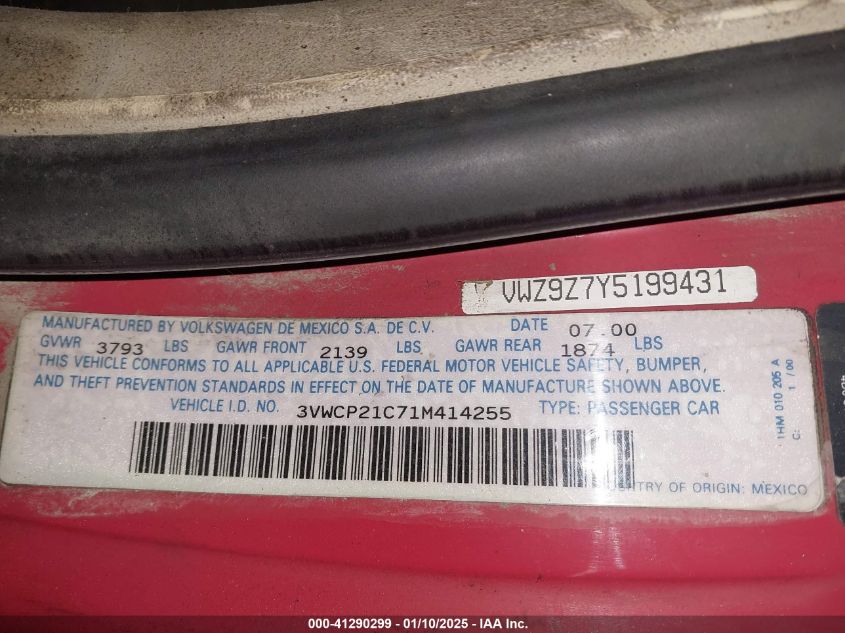 VWZ9Z7Y5199431
MANUFACTURED BY VOLKSWAGEN DE MEXICO S.A. DE C.V. DATE 07.00
GVWR 3793 LBS GAWR FRONT 2139 LBS GAWR REAR 1874 LBS
THIS VEHICLE CONFORMS TO ALL APPLICABLE U.S. FEDERAL MOTOR VEHICLE SAFETY, BUMPER,
AND THEFT PREVENTION STANDARDS IN EFFECT ON THE DATE OF MANUFACTURE SHOWN ABOVE.
VEHICLE I.D. NO. 3VWCP21C71M414255 TYPE: PASSENGER CAR
NTRY OF ORIGIN: MEXICO
1HM 010 205 A
C: 1/00
000-41290299 - 01/10/2025 - IAA Inc.